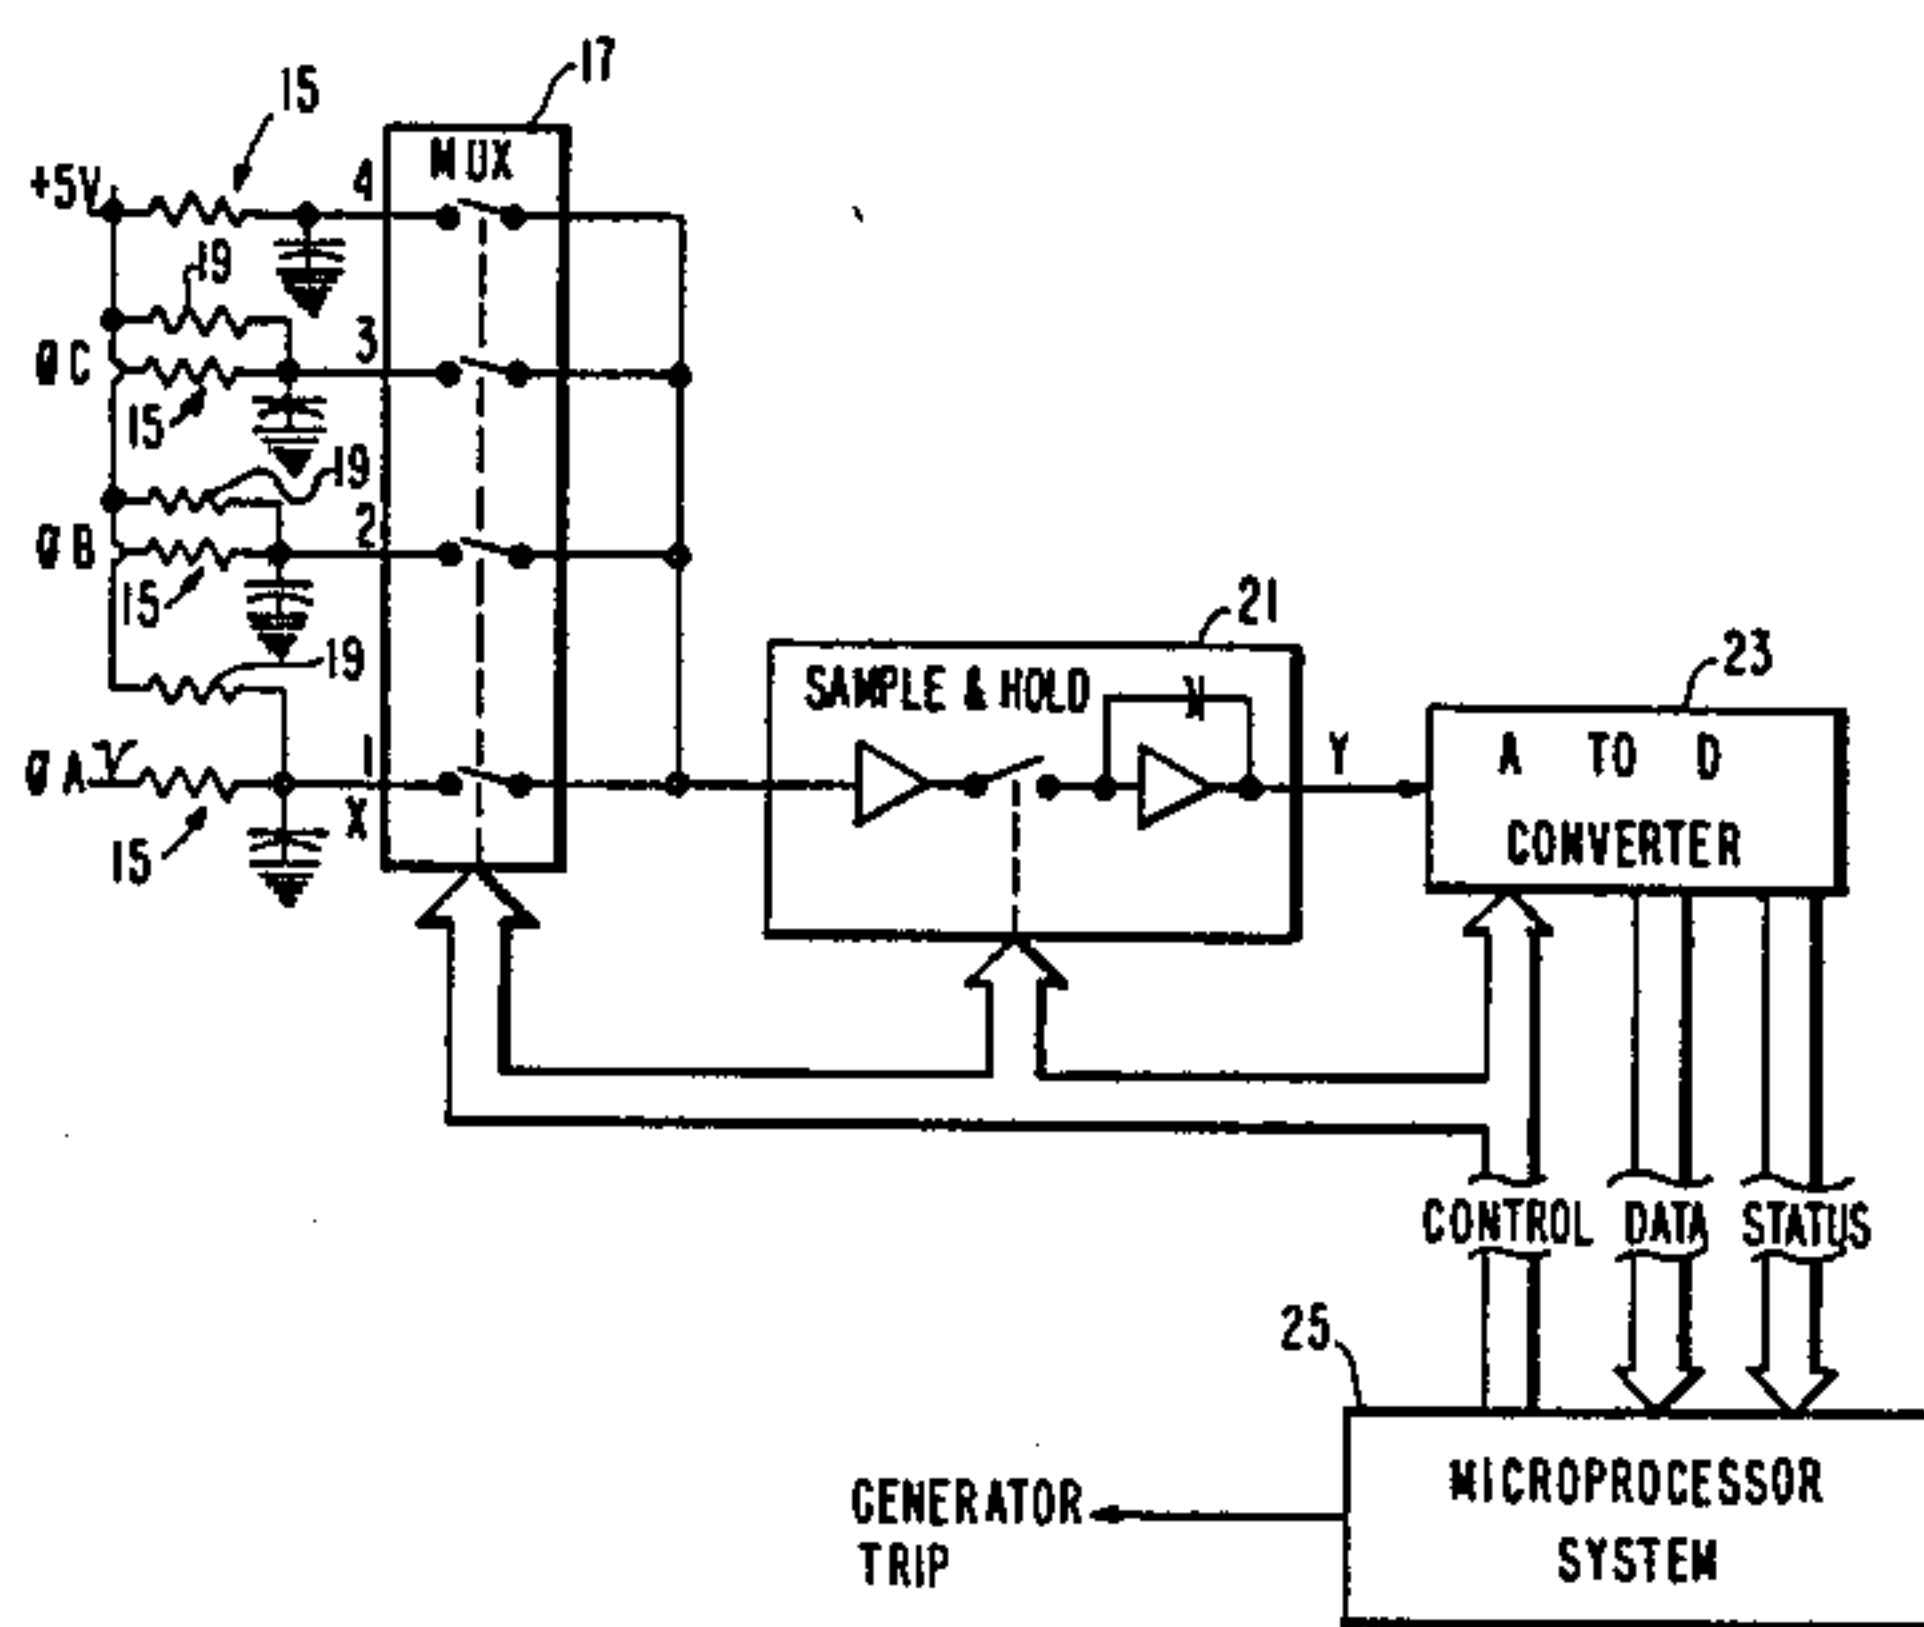 17
15
MUX
+5V
4
19
3
ØC
15
19
2
ØB
15
21
19
23
SAMPLE & HOLD
Y
A TO D
CONVERTER
1
ØA
X
15
CONTROL DATA STATUS
25
MICROPROCESSOR
SYSTEM
GENERATOR
TRIP